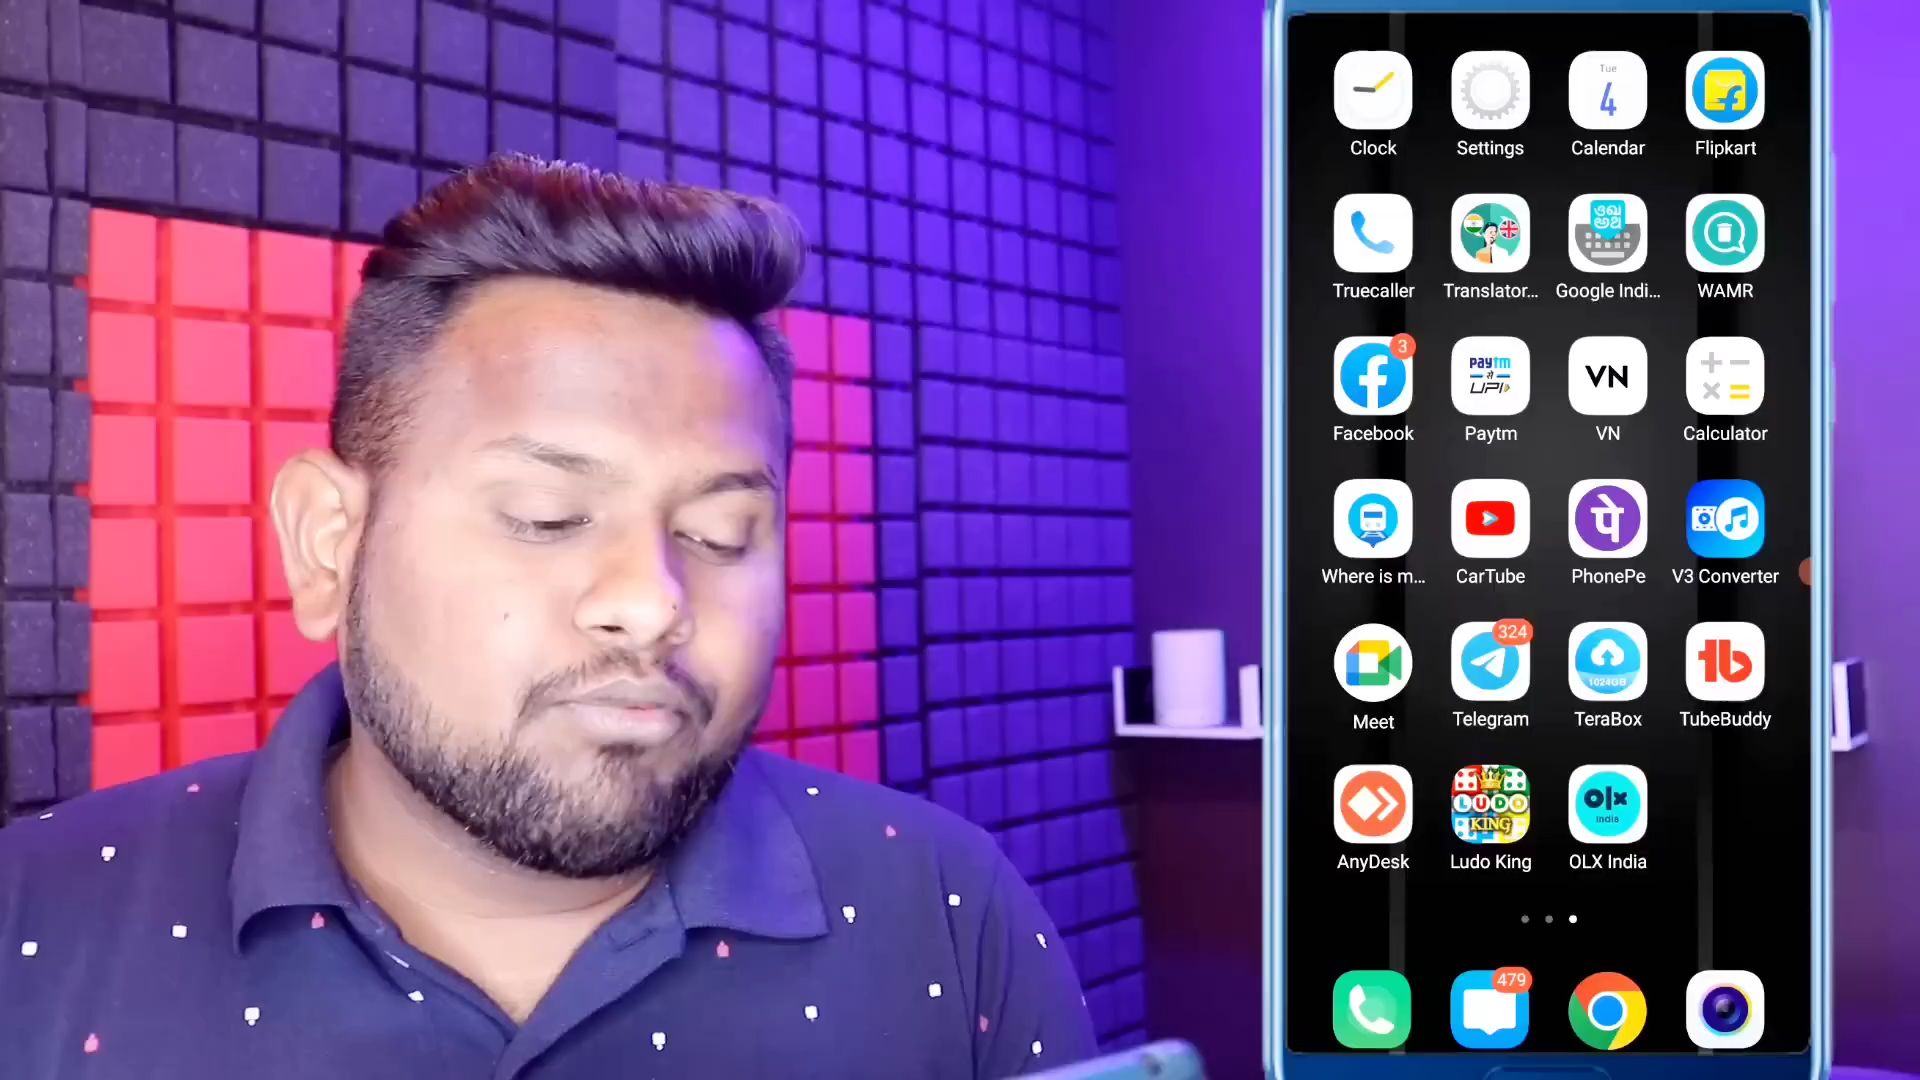 Tue
4
Clock Settings Calendar Flipkart
Truecaller Translator... Google Indi... WAMR
3
paytm
से
UPI
VN
Facebook Paytm VN Calculator
पे
Where is m... CarTube PhonePe V3 Converter
324
1024GB
tb
Meet Telegram TeraBox TubeBuddy
LUDO
KING
olx
India
AnyDesk Ludo King OLX India
479